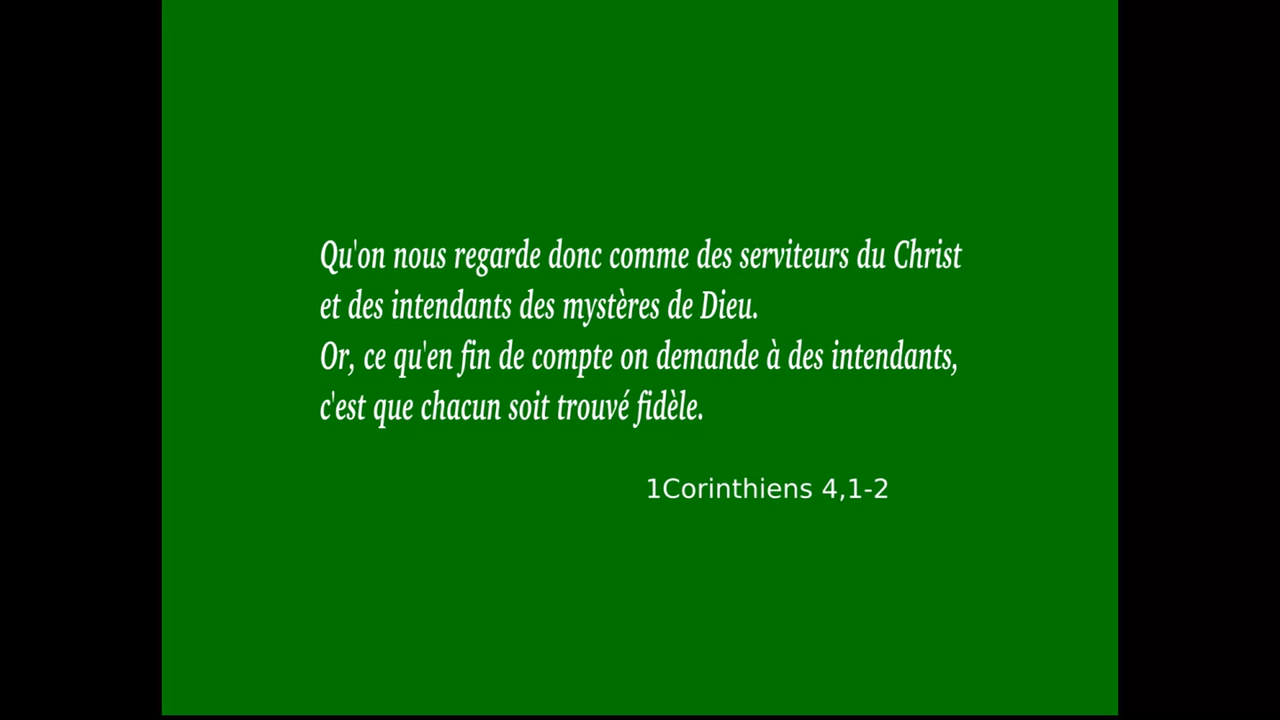 Qu'on nous regarde donc comme des serviteurs du Christ
et des intendants des mystères de Dieu.
Or, ce qu'en fin de compte on demande à des intendants,
c'est que chacun soit trouvé fidèle.
1Corinthiens 4,1-2